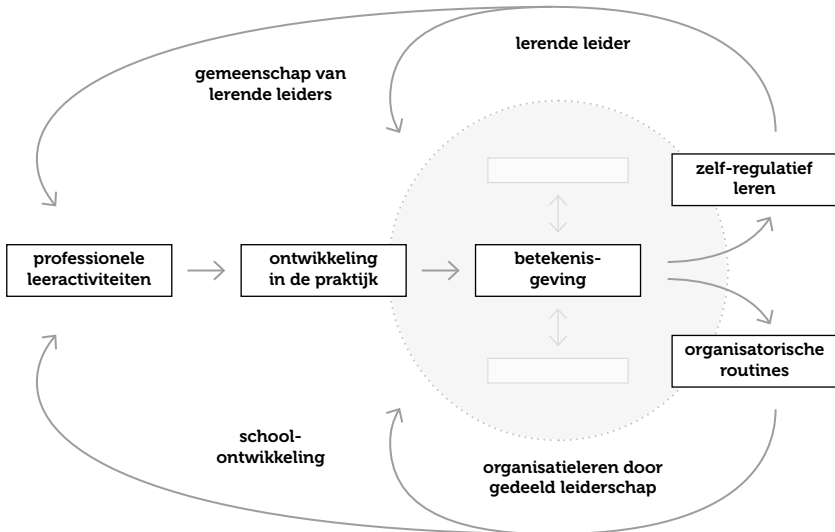 lerende leider
gemeenschap van
lerende leiders
zelf-regulatief
leren
professionele
leeractiviteiten
ontwikkeling
in de praktijk
betekenis-
geving
organisatorische
routines
school-
ontwikkeling
organisatieleren door
gedeeld leiderschap